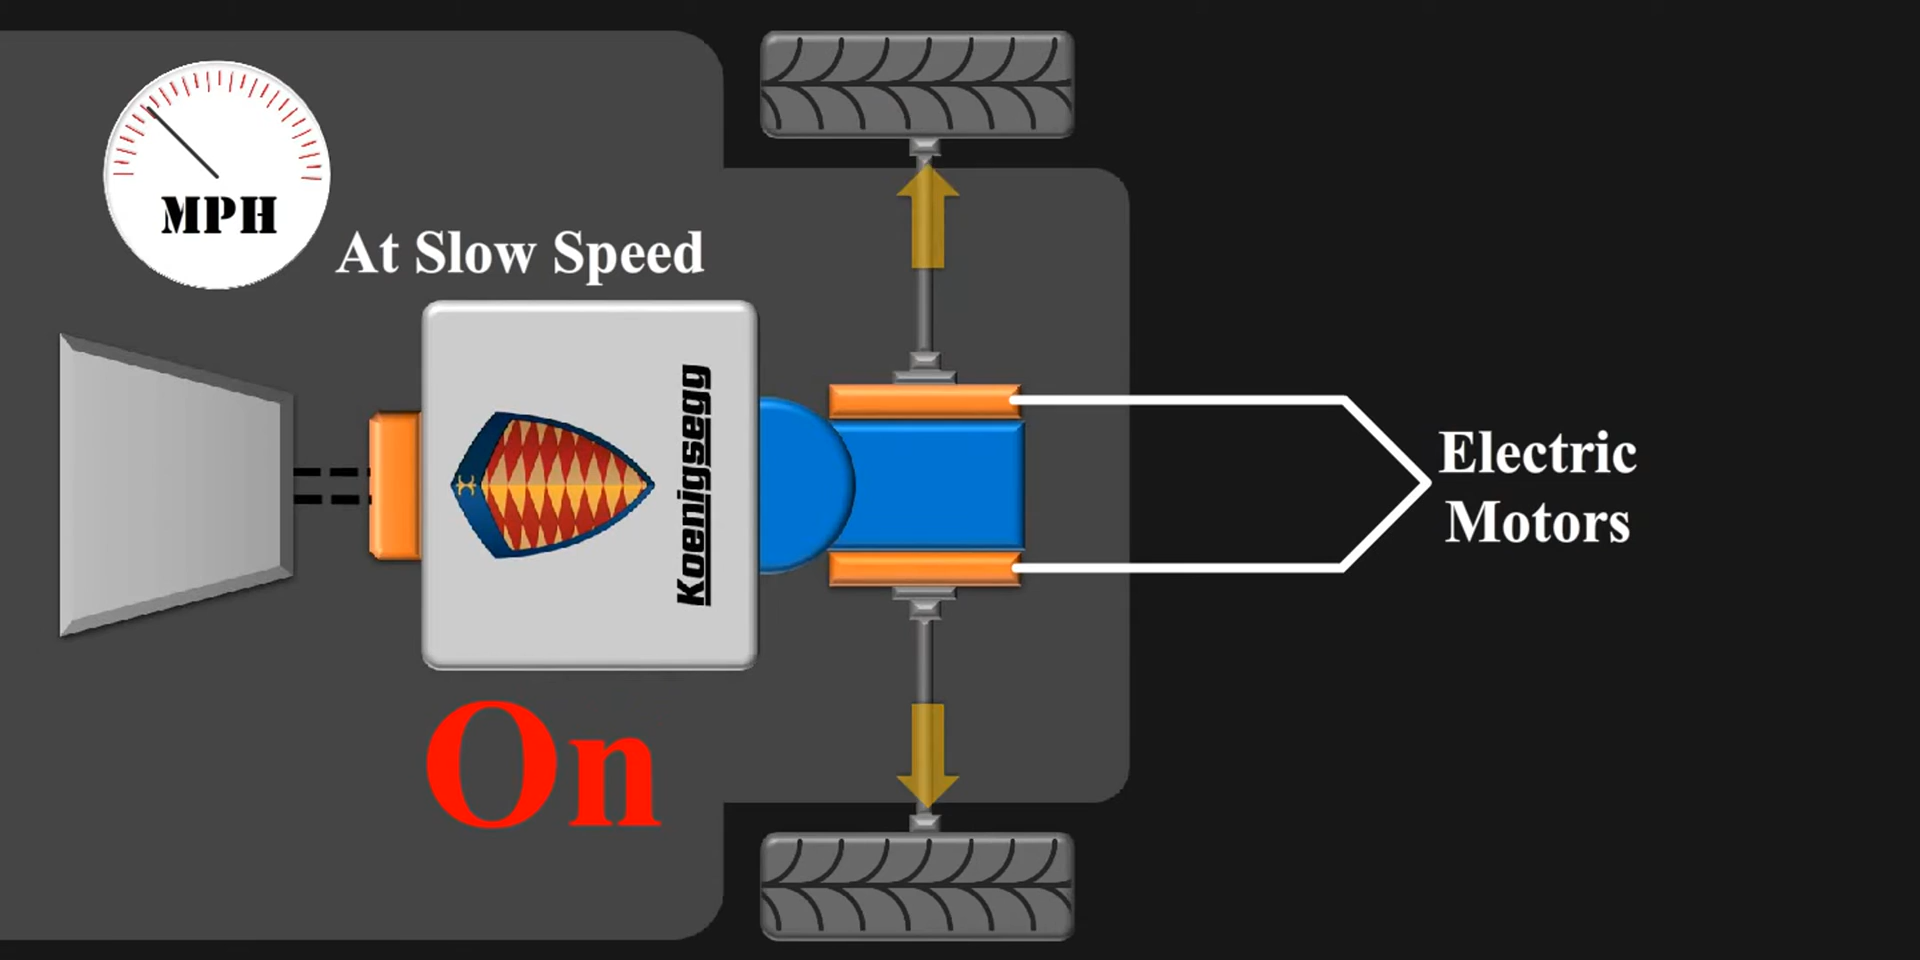 MPH
At Slow Speed
Koenigsegg
Electric
Motors
On